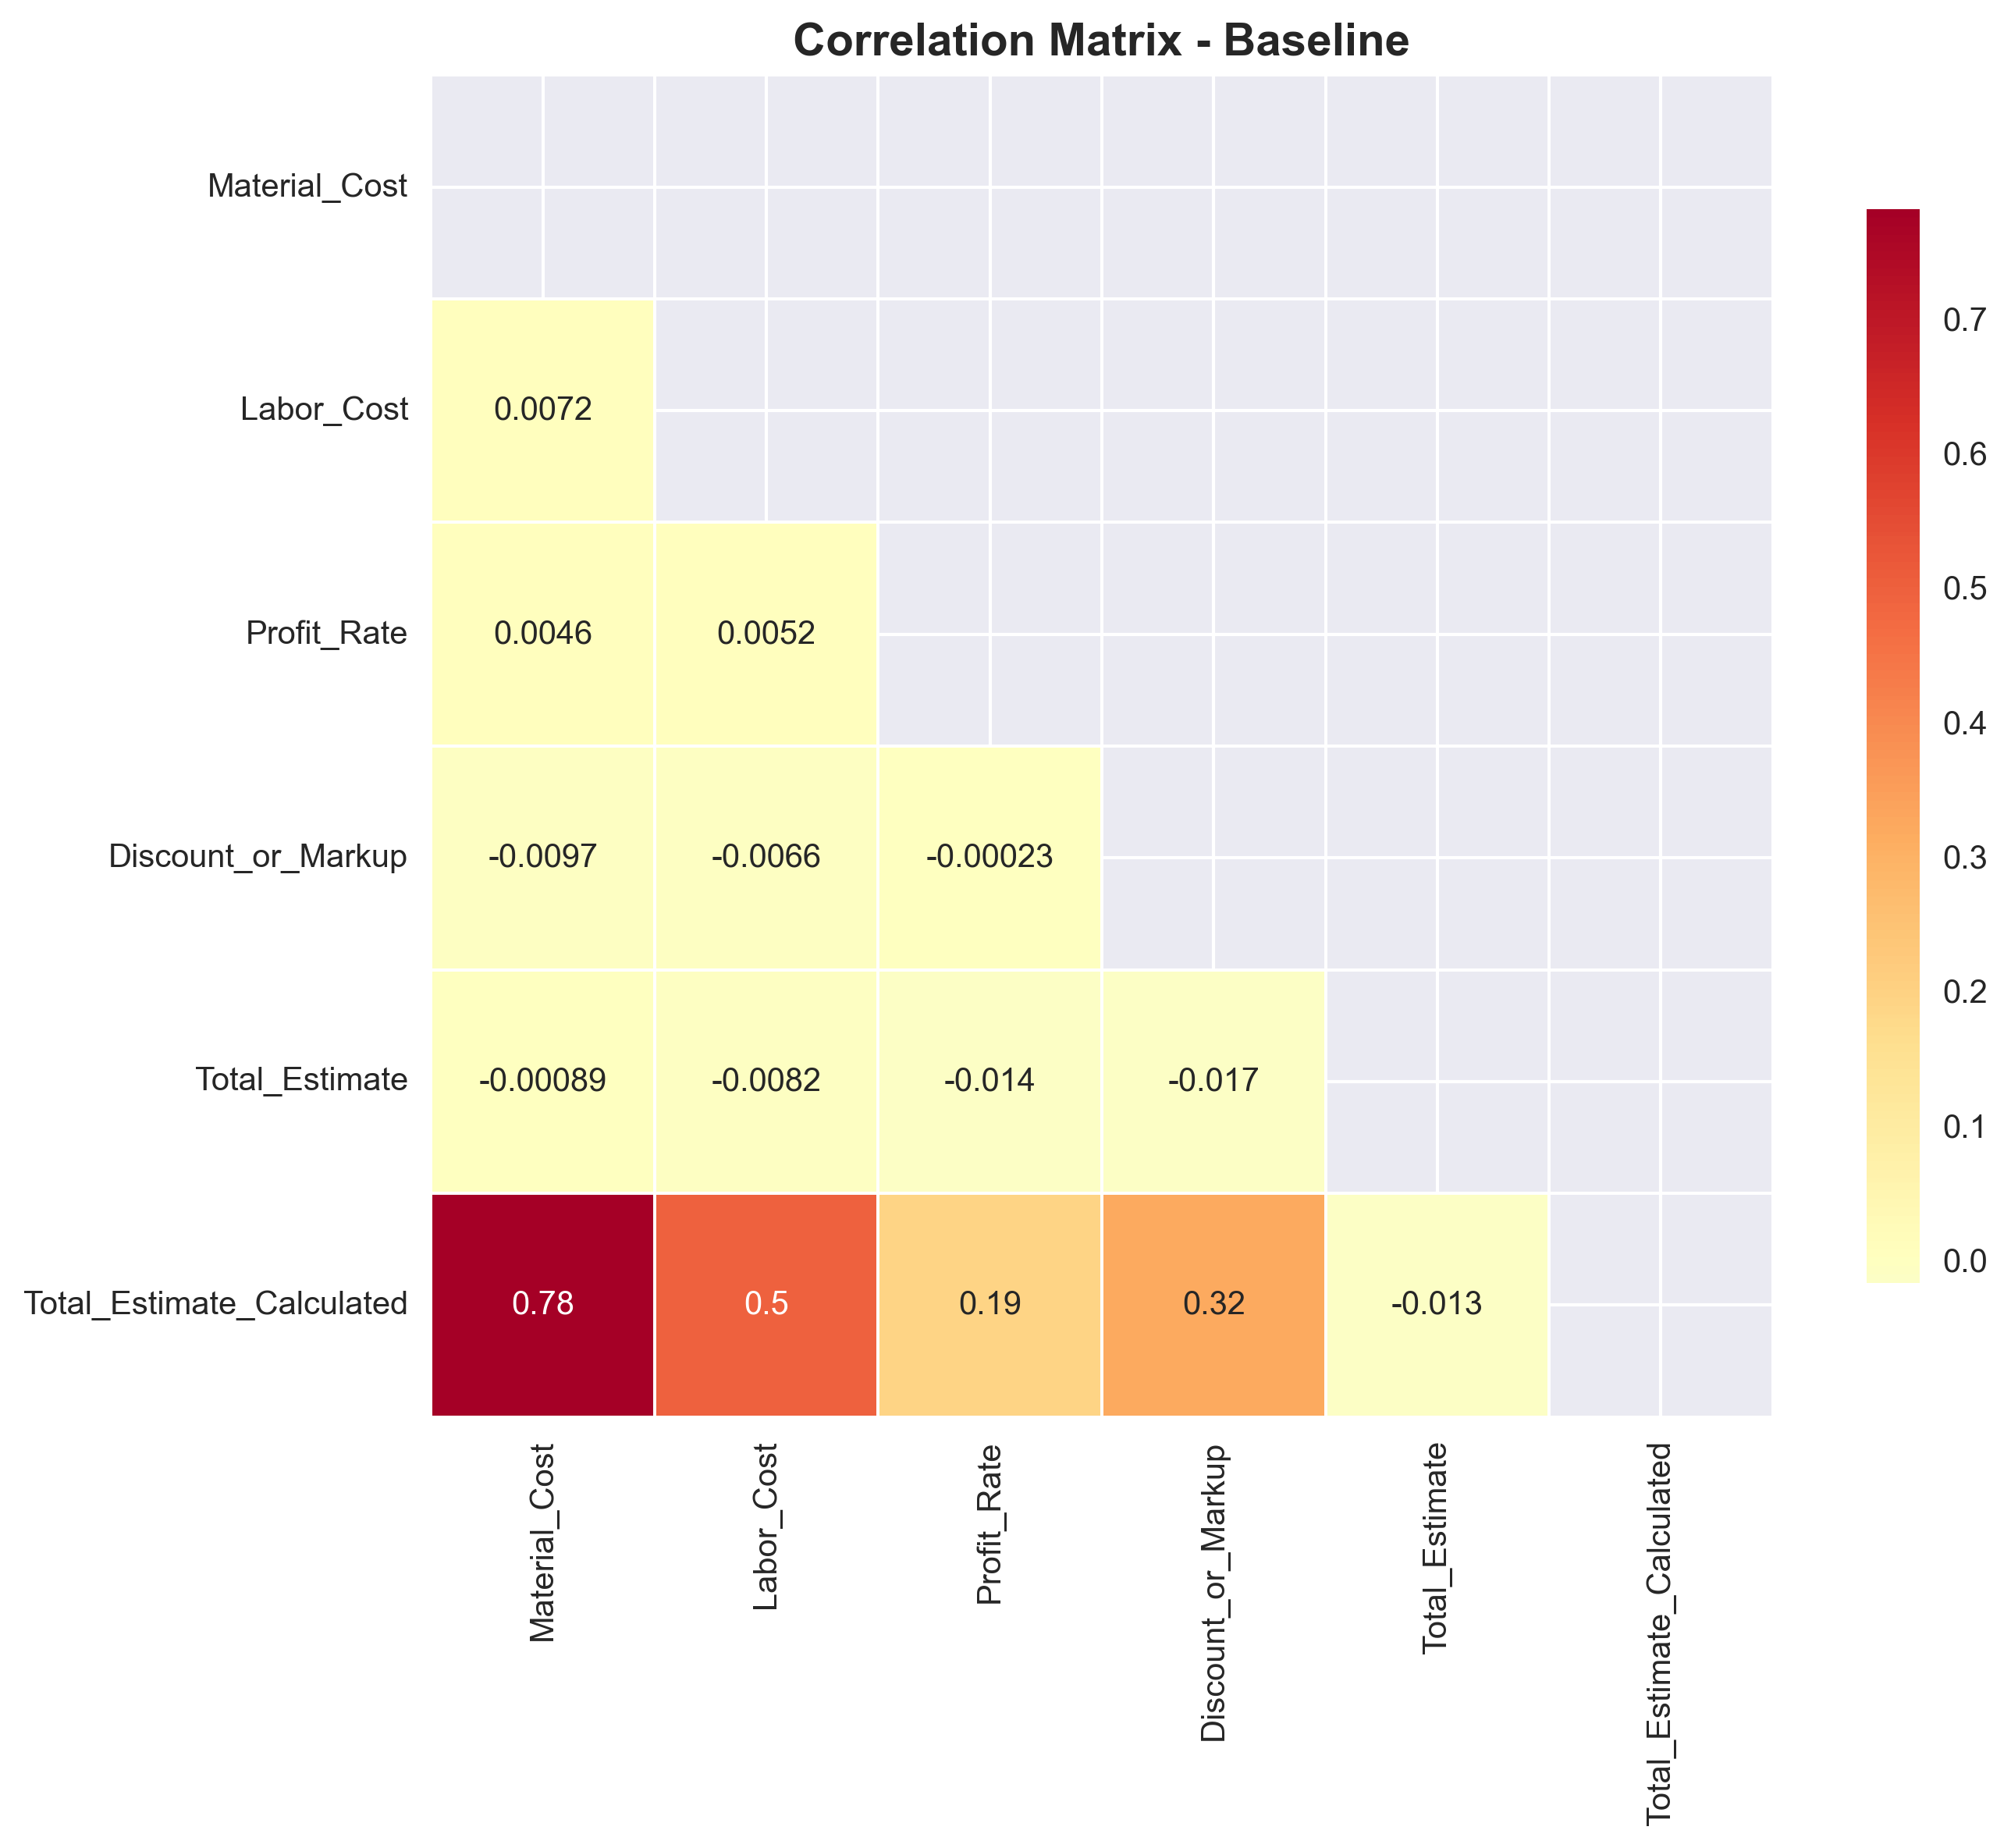 Correlation Matrix - Baseline
Material_Cost
Labor_Cost
0.0072
Profit_Rate
0.0046 0.0052
Discount_or_Markup
-0.0097 -0.0066 -0.00023
Total_Estimate
-0.00089 -0.0082 -0.014 -0.017
Total_Estimate_Calculated
0.78 0.5 0.19 0.32 -0.013
Material_Cost
Labor_Cost
Profit_Rate
Discount_or_Markup
Total_Estimate
Total_Estimate_Calculated
0.7
0.6
0.5
0.4
0.3
0.2
0.1
0.0